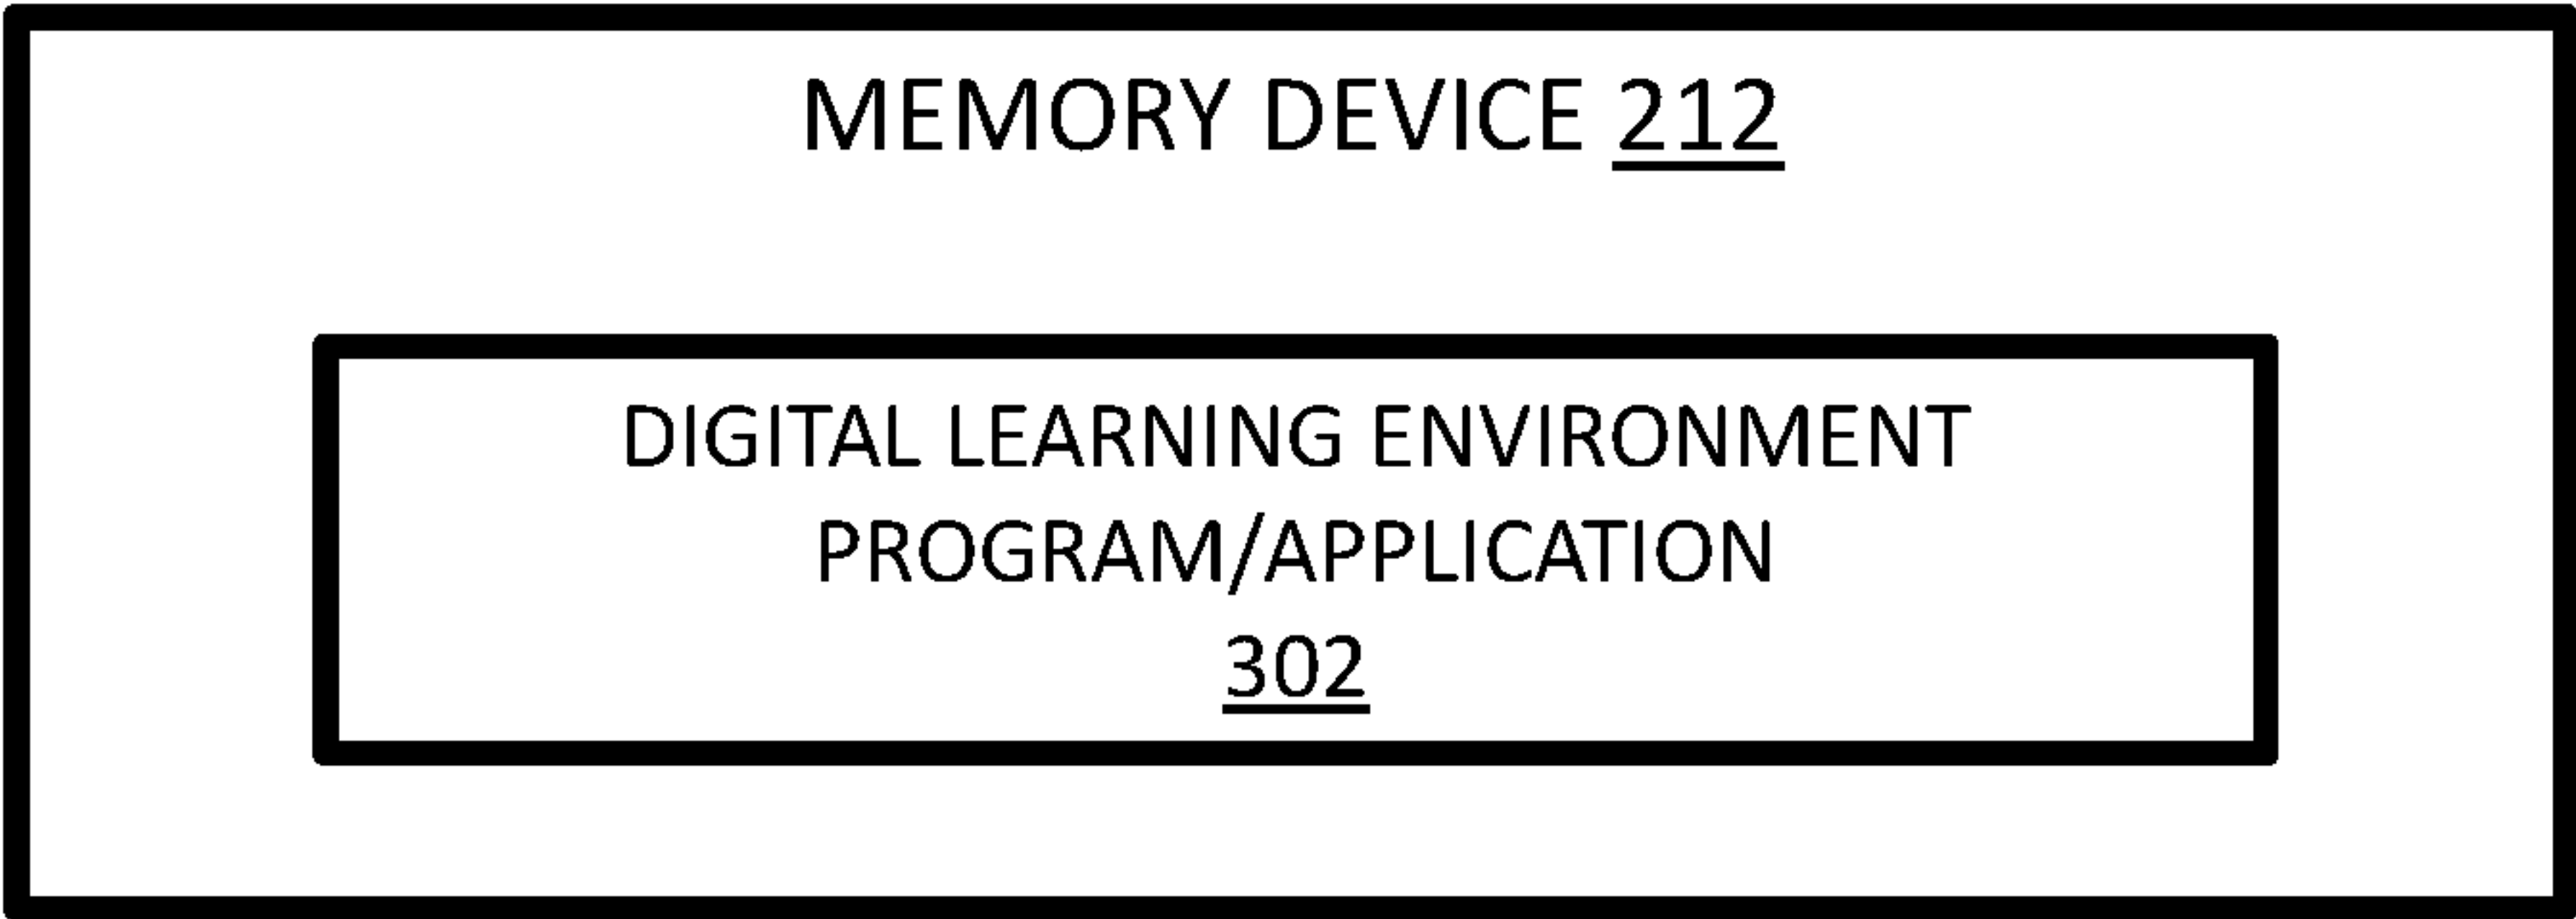 MEMORY DEVICE 212
DIGITAL LEARNING ENVIRONMENT
PROGRAM/APPLICATION
302